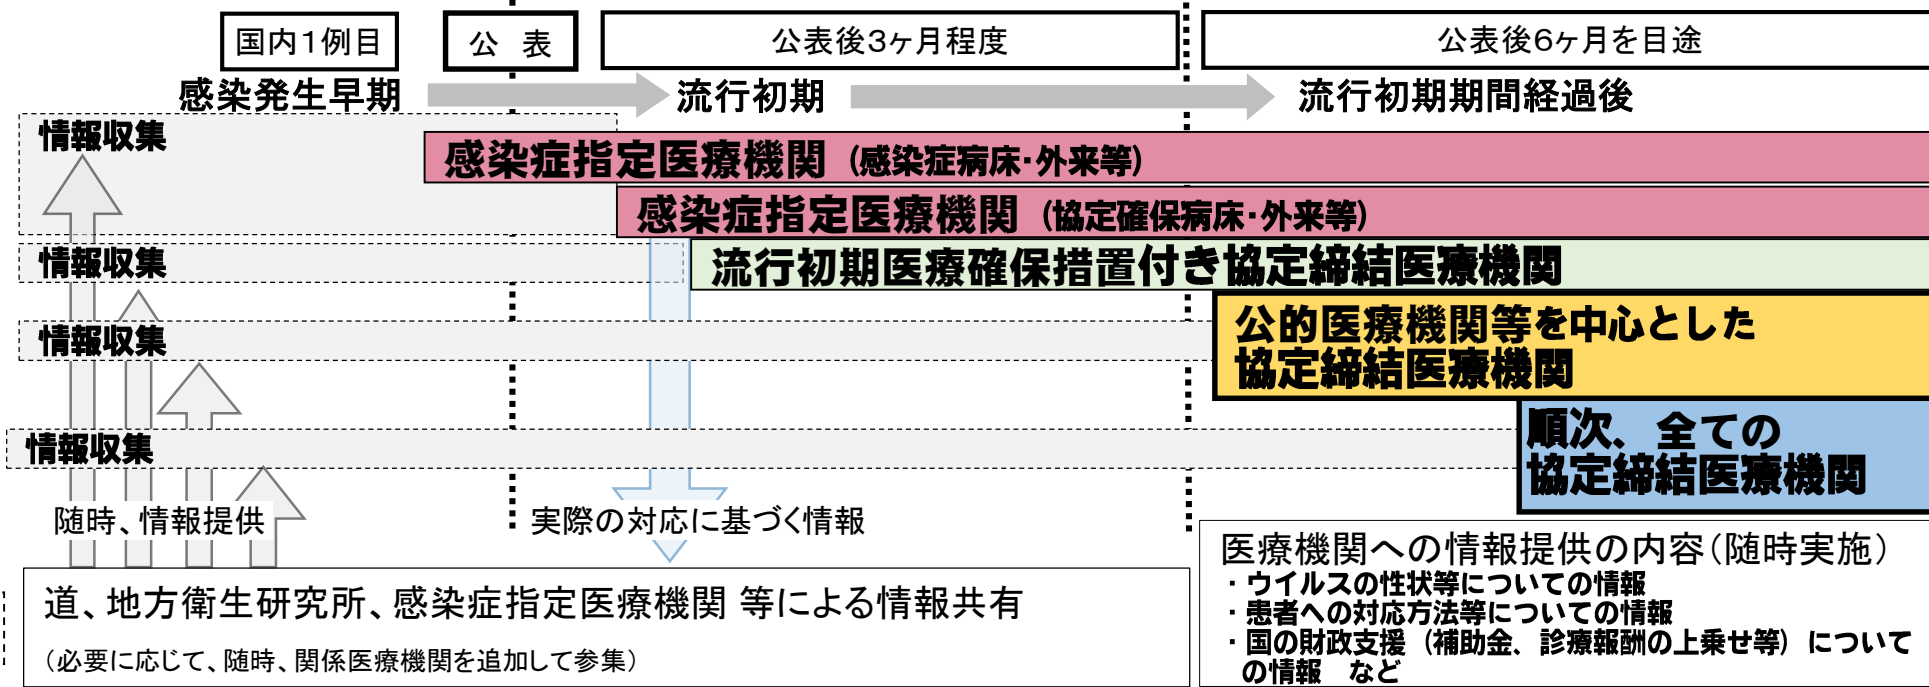 国内1例目
公　表
公表後3ヶ月程度
公表後6ヶ月を目途
感染発生早期
流行初期
流行初期期間経過後
情報収集
感染症指定医療機関（感染症病床・外来等）
感染症指定医療機関（協定確保病床・外来等）
情報収集
流行初期医療確保措置付き協定締結医療機関
情報収集
公的医療機関等を中心とした
協定締結医療機関
情報収集
順次、全ての
協定締結医療機関
随時、情報提供
実際の対応に基づく情報
道、地方衛生研究所、感染症指定医療機関 等による情報共有
（必要に応じて、随時、関係医療機関を追加して参集）
医療機関への情報提供の内容（随時実施）
・ウイルスの性状等についての情報
・患者への対応方法等についての情報
・国の財政支援（補助金、診療報酬の上乗せ等）について
の情報　など